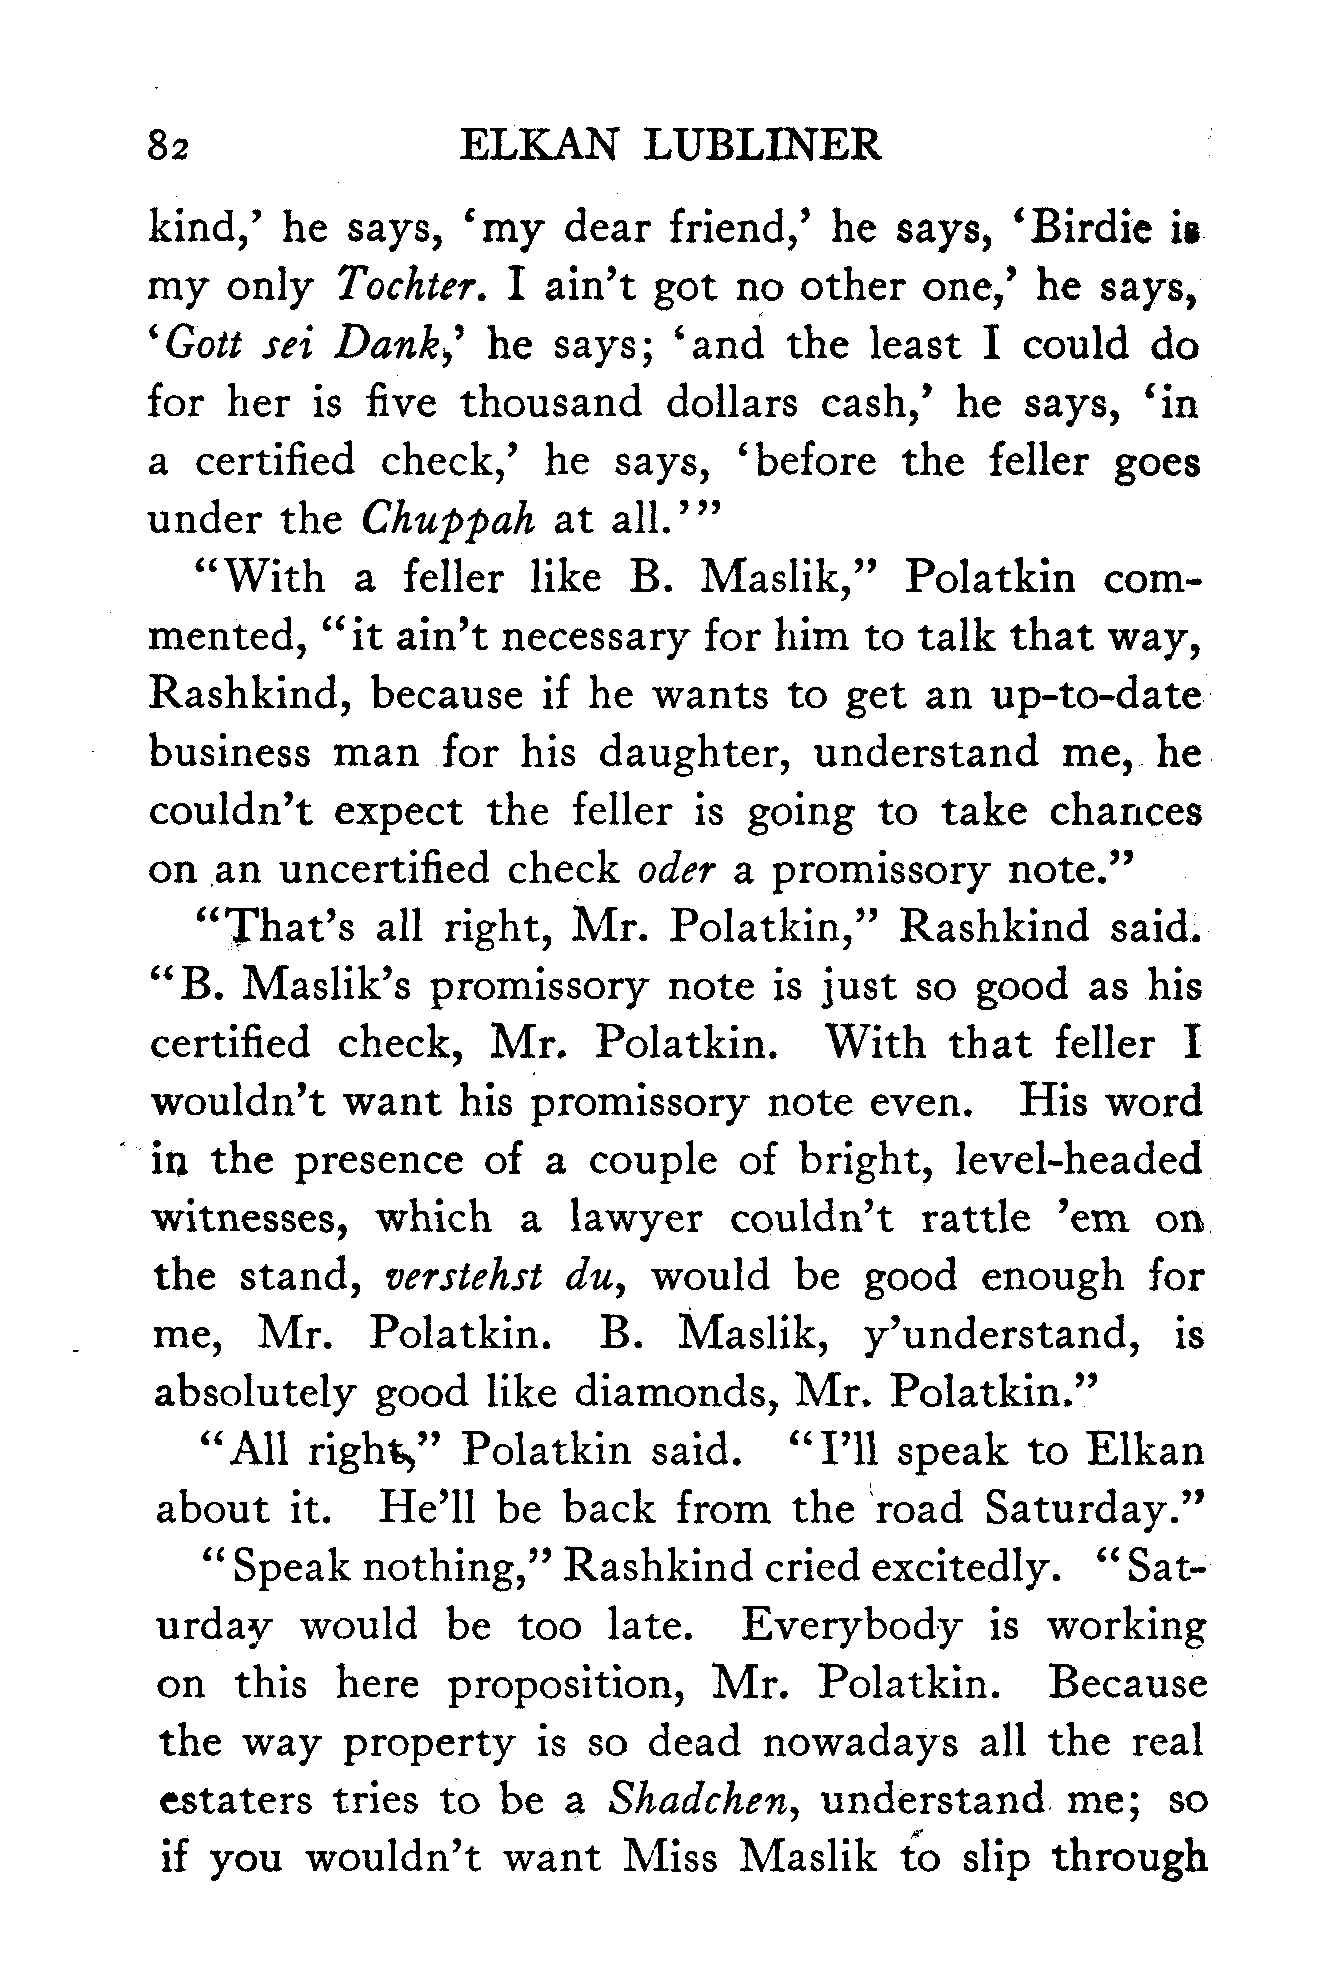 82 ELKAN LUBLINER
kind,’ he says, ‘my dear friend,’ he says, ‘Birdie is
my only Tochter. I ain’t got no other one,’ he says,
‘Gott sei Dank,’ he says; ‘and the least I could do
for her is five thousand dollars cash,’ he says, ‘in
a certified check,’ he says, ‘before the feller goes
under the Chuppah at all.’”
“With a feller like B. Maslik,” Polatkin com-
mented, “it ain’t necessary for him to talk that way,
Rashkind, because if he wants to get an up-to-date
business man for his daughter, understand me, he
couldn’t expect the feller is going to take chances
on an uncertified check oder a promissory note.”
“That’s all right, Mr. Polatkin,” Rashkind said.
“B. Maslik’s promissory note is just so good as his
certified check, Mr. Polatkin. With that feller I
wouldn’t want his promissory note even. His word
in the presence of a couple of bright, level-headed
witnesses, which a lawyer couldn’t rattle ’em on
the stand, verstehst du, would be good enough for
me, Mr. Polatkin. B. Maslik, y’understand, is
absolutely good like diamonds, Mr. Polatkin.”
“All right,” Polatkin said. “I’ll speak to Elkan
about it. He’ll be back from the road Saturday.”
“Speak nothing,” Rashkind cried excitedly. “Sat-
urday would be too late. Everybody is working
on this here proposition, Mr. Polatkin. Because
the way property is so dead nowadays all the real
estaters tries to be a Shadchen, understand me; so
if you wouldn’t want Miss Maslik to slip through